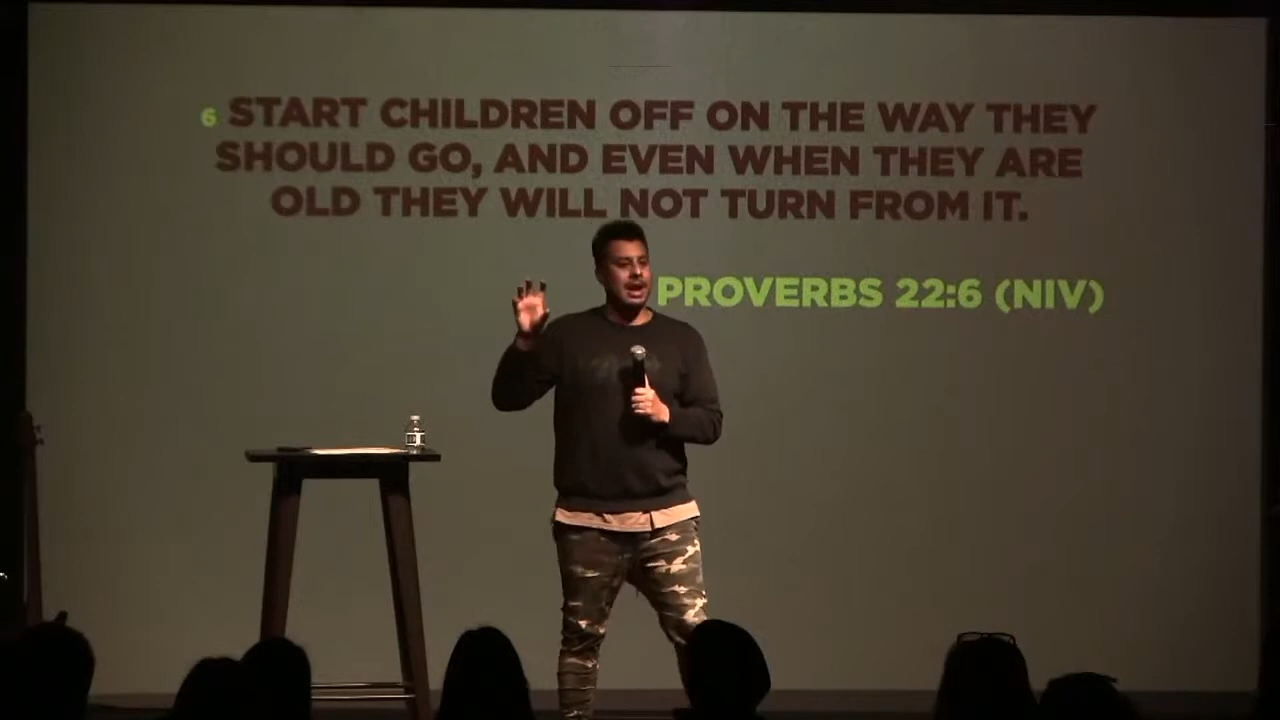 6 START CHILDREN OFF ON THE WAY THEY
SHOULD GO, AND EVEN WHEN THEY ARE
OLD THEY WILL NOT TURN FROM IT.
PROVERBS 22:6 (NIV)